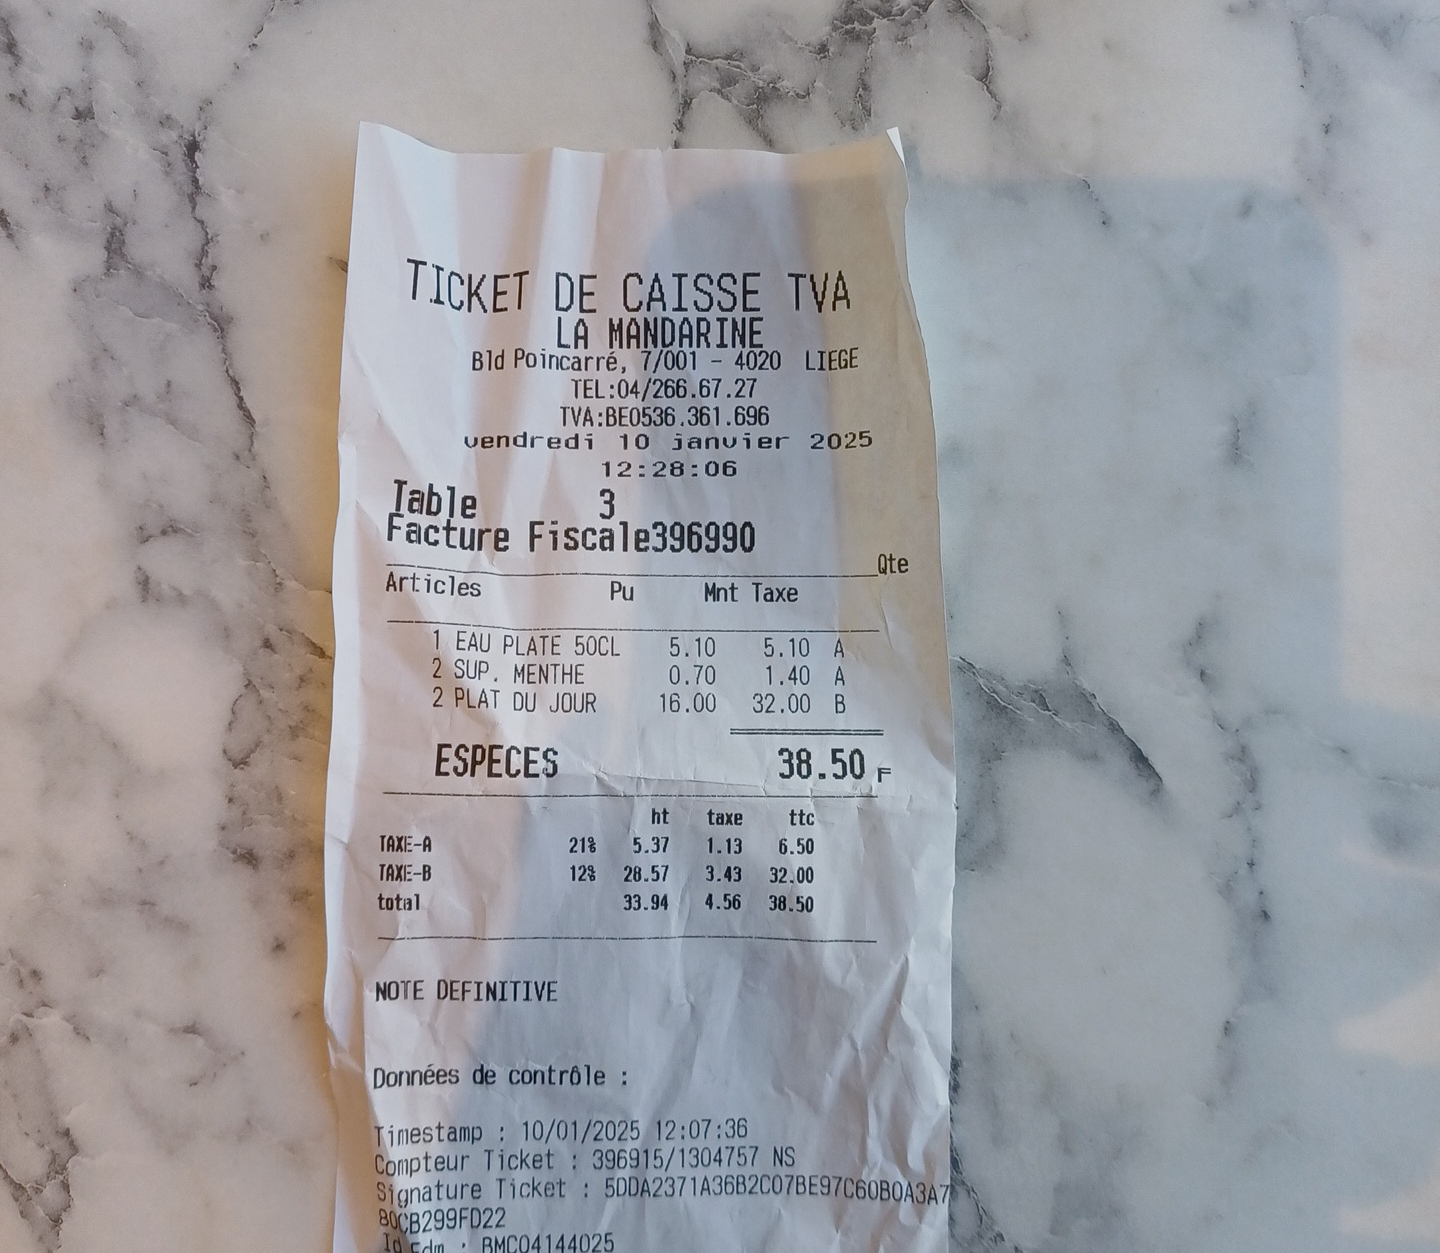 TICKET DE CAISSE TVA
LA MANDARINE
Bld Poincarré, 7/001 - 4020 LIEGE
TEL:04/266.67.27
TVA:BE0536.361.696
vendredi 10 janvier 2025
12:28:06
Table 3
Facture Fiscale396990
Qte
Articles Pu Mnt Taxe
1 EAU PLATE 50CL 5.10 5.10 A
2 SUP. MENTHE 0.70 1.40 A
2 PLAT DU JOUR 16.00 32.00 B
ESPECES 38.50 F
ht taxe ttc
TAXE-A 21% 5.37 1.13 6.50
TAXE-B 12% 28.57 3.43 32.00
total 33.94 4.56 38.50
NOTE DEFINITIVE
Données de contrôle :
Timestamp : 10/01/2025 12:07:36
Compteur Ticket : 396915/1304757 NS
Signature Ticket : 5DDA2371A36B2C07BE97C60B0A3A7
B0CB299FD22
Id Fdm : BMC04144025